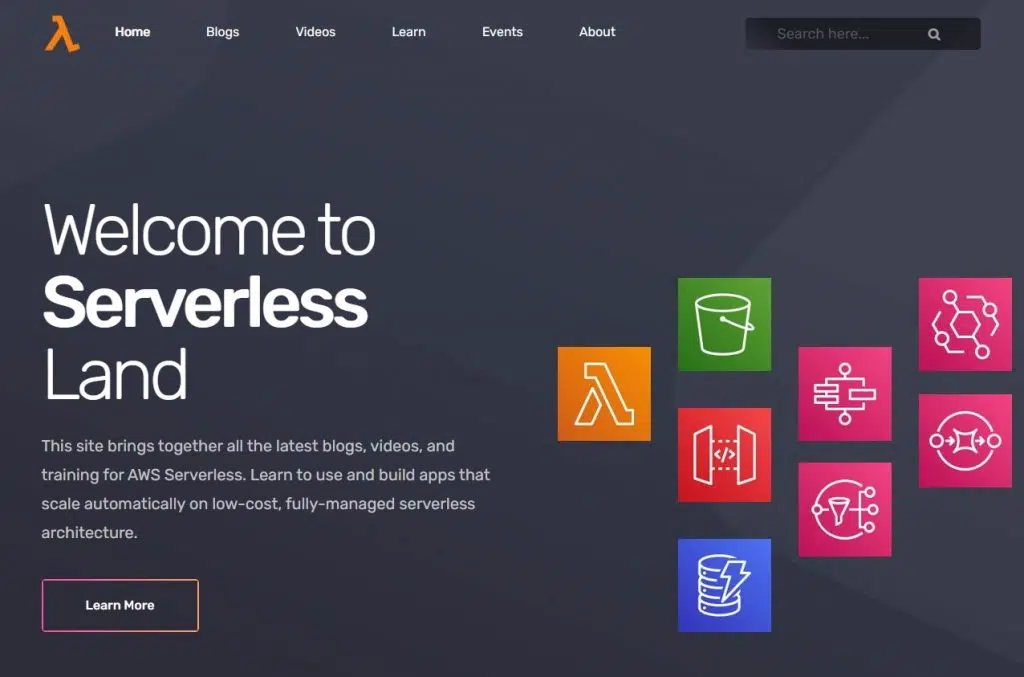 Home Blogs Videos Learn Events About Search here...
Welcome to
Serverless
Land
This site brings together all the latest blogs, videos, and
training for AWS Serverless. Learn to use and build apps that
scale automatically on low-cost, fully-managed serverless
architecture.
Learn More